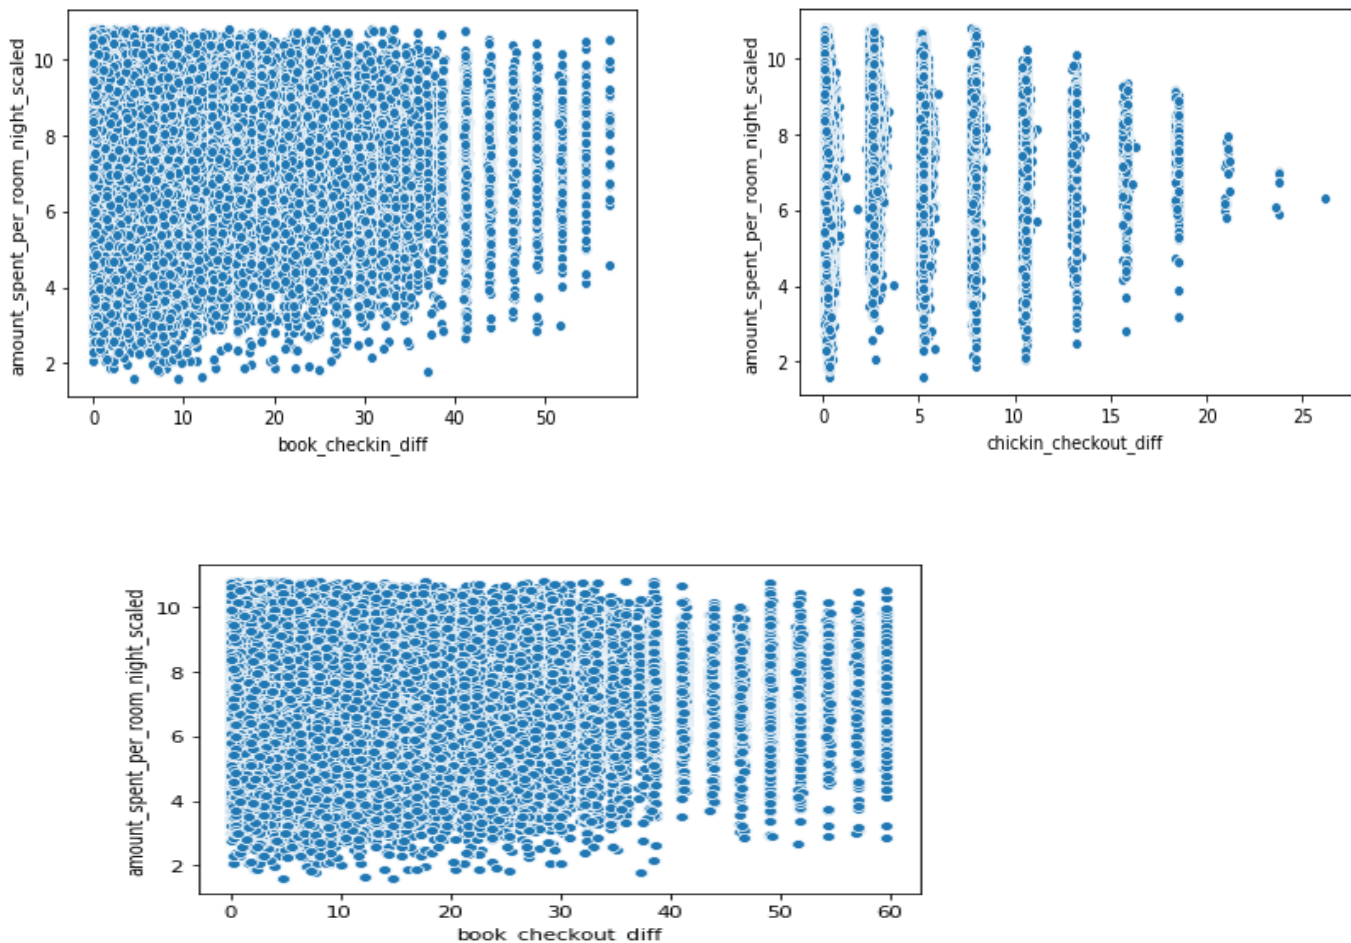 amount_spent_per_room_night_scaled
10
8
6
4
2
0 10 20 30 40 50
book_checkin_diff
amount_spent_per_room_night_scaled
10
8
6
4
2
0 5 10 15 20 25
chickin_checkout_diff
amount_spent_per_room_night_scaled
10
8
6
4
2
0 10 20 30 40 50 60
book_checkout_diff